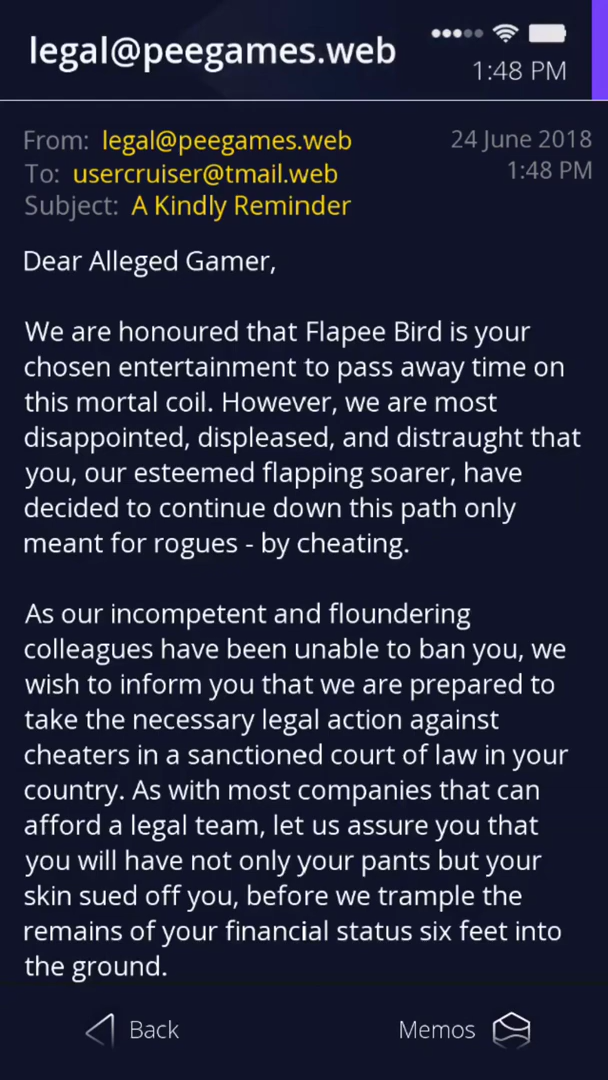 legal@peegames.web
1:48 PM
From: legal@peegames.web
24 June 2018
To: usercruiser@tmail.web
1:48 PM
Subject: A Kindly Reminder
Dear Alleged Gamer,
We are honoured that Flapee Bird is your
chosen entertainment to pass away time on
this mortal coil. However, we are most
disappointed, displeased, and distraught that
you, our esteemed flapping soarer, have
decided to continue down this path only
meant for rogues - by cheating.
As our incompetent and floundering
colleagues have been unable to ban you, we
wish to inform you that we are prepared to
take the necessary legal action against
cheaters in a sanctioned court of law in your
country. As with most companies that can
afford a legal team, let us assure you that
you will have not only your pants but your
skin sued off you, before we trample the
remains of your financial status six feet into
the ground.
Back
Memos